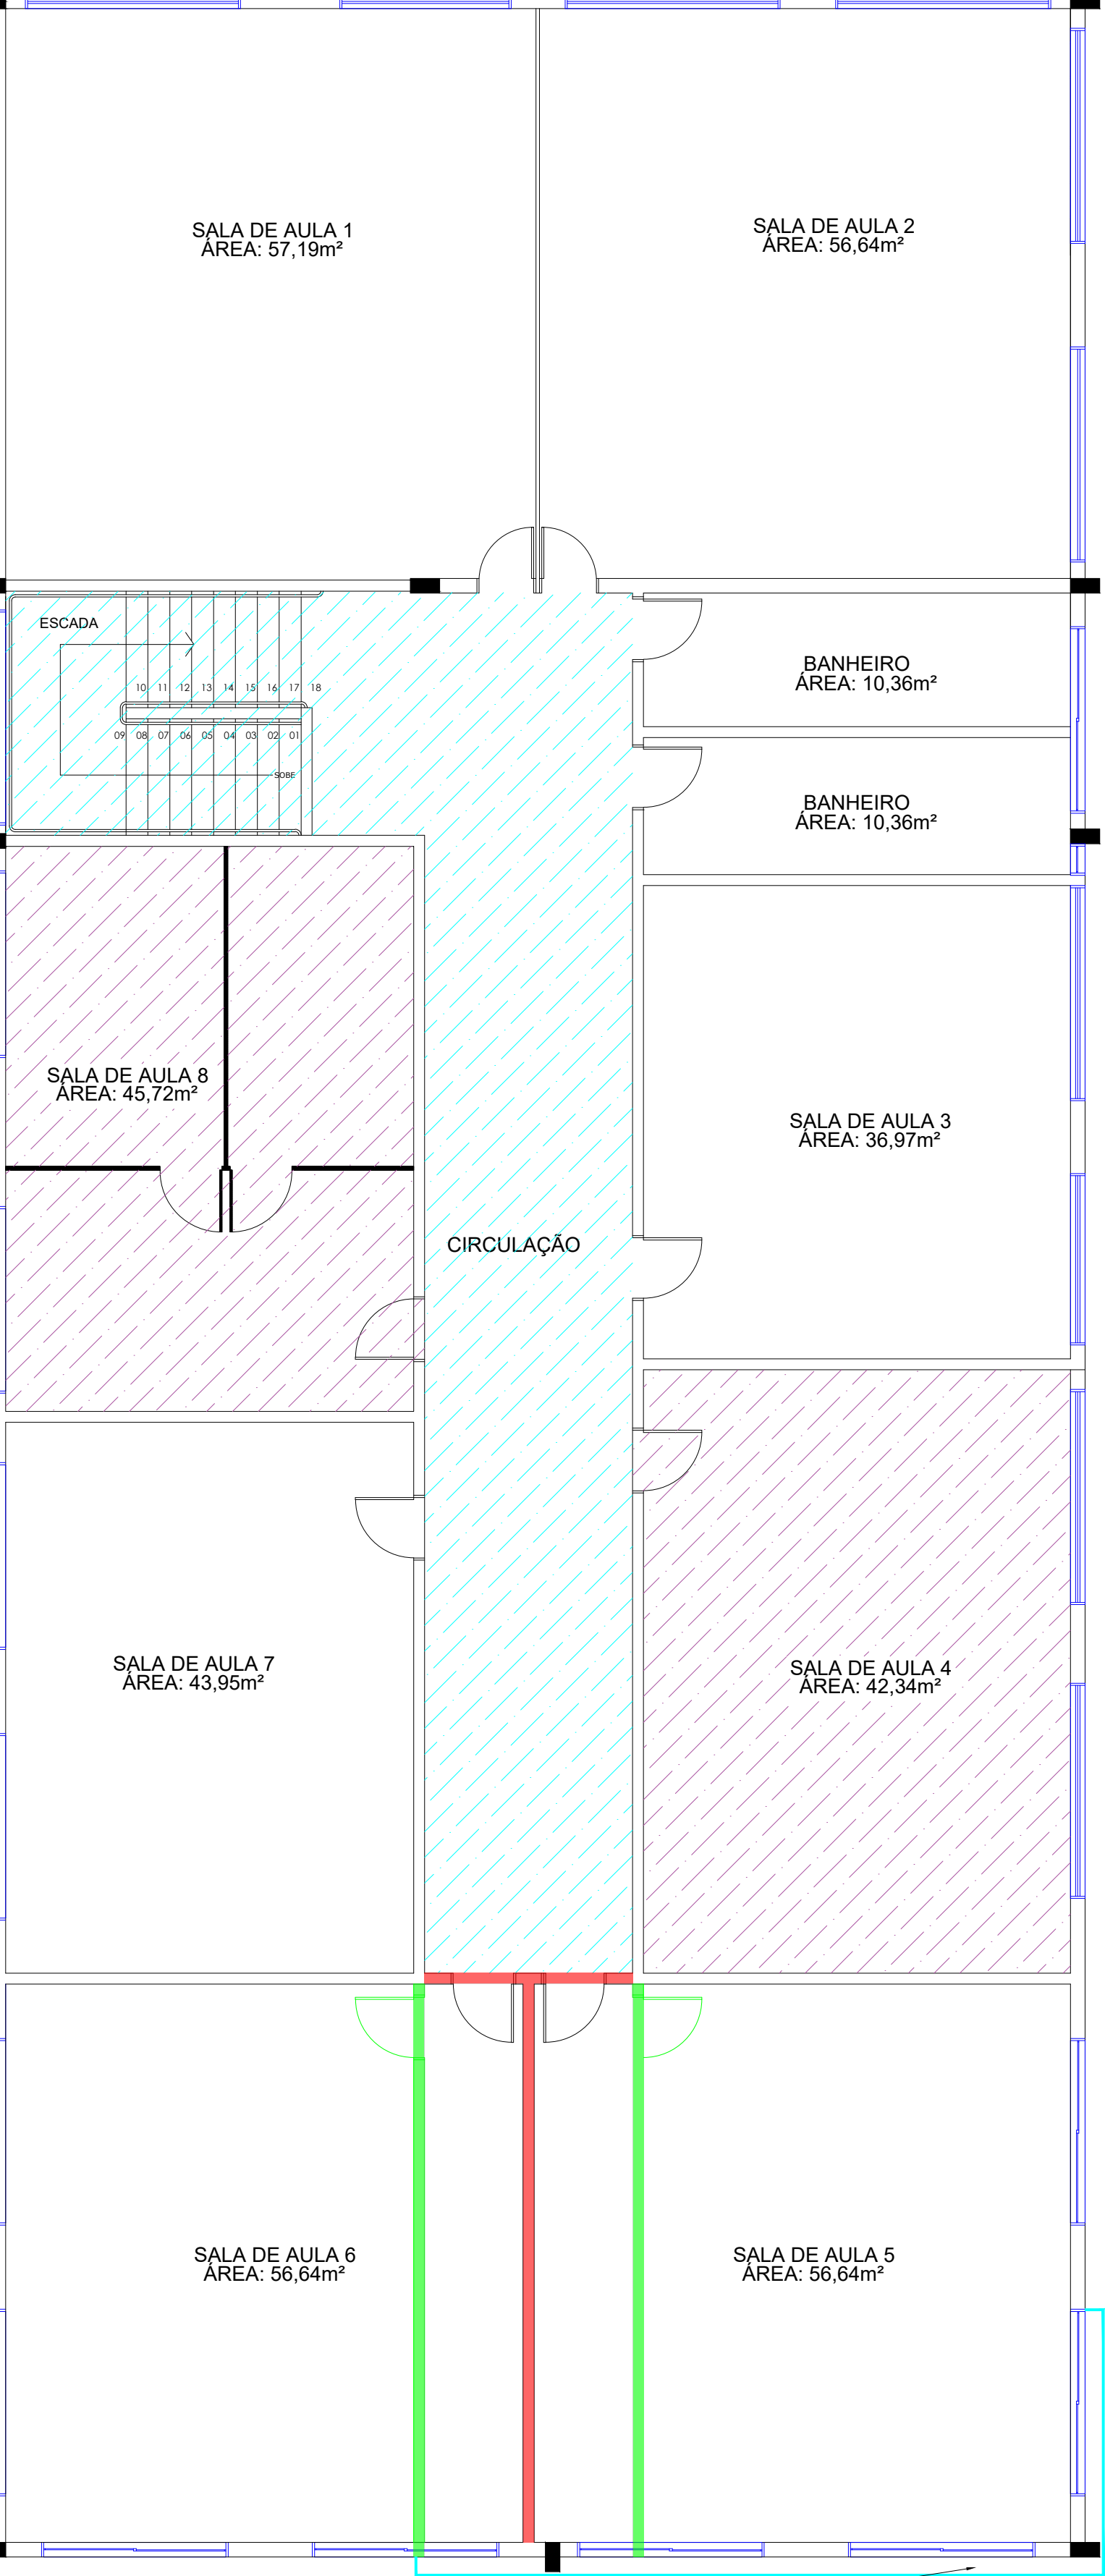 SALA DE AULA 1
ÁREA: 57,19m²
SALA DE AULA 2
ÁREA: 56,64m²
ESCADA
10 11 12 13 14 15 16 17 18
09 08 07 06 05 04 03 02 01
SOBE
BANHEIRO
ÁREA: 10,36m²
BANHEIRO
ÁREA: 10,36m²
SALA DE AULA 8
ÁREA: 45,72m²
SALA DE AULA 3
ÁREA: 36,97m²
CIRCULAÇÃO
SALA DE AULA 7
ÁREA: 43,95m²
SALA DE AULA 4
ÁREA: 42,34m²
SALA DE AULA 6
ÁREA: 56,64m²
SALA DE AULA 5
ÁREA: 56,64m²